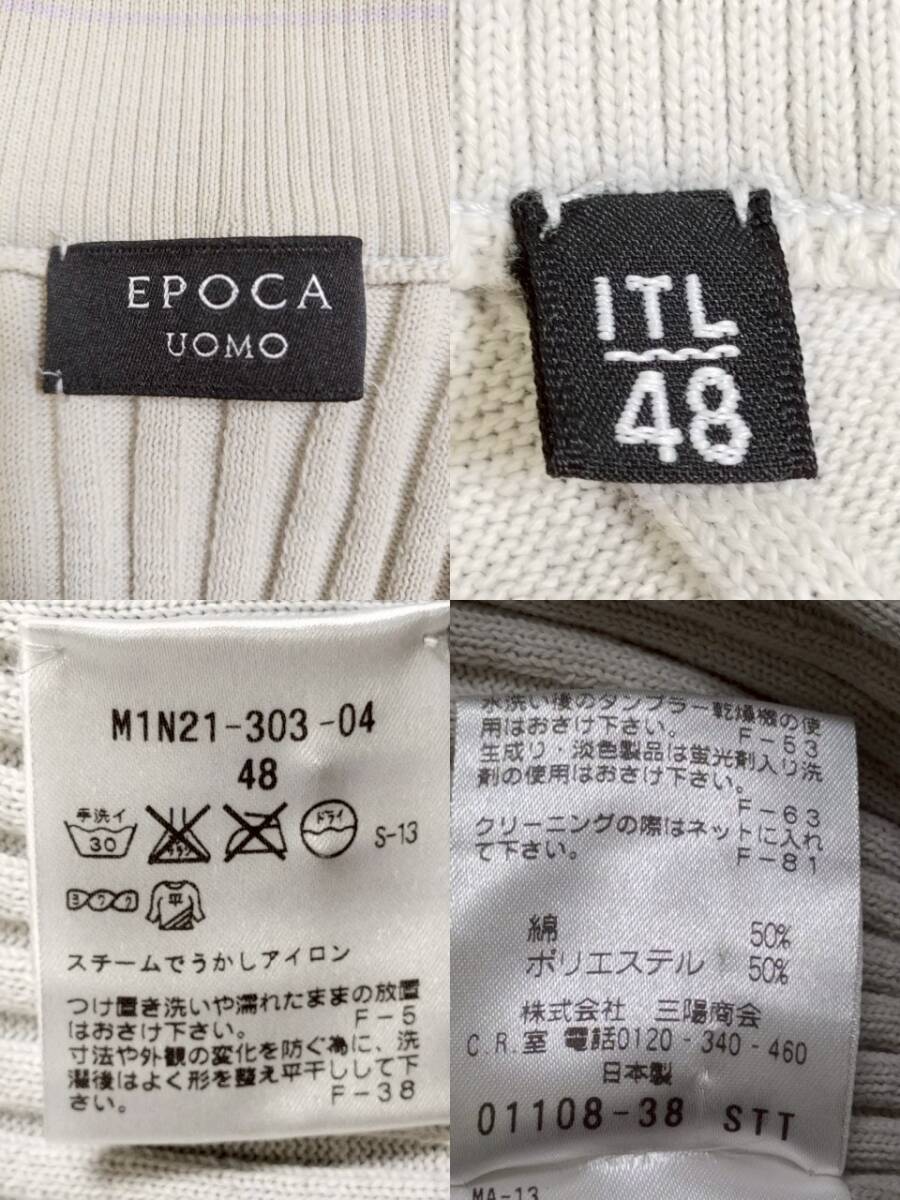 EPOCA
UOMO
ITL
48
M1N21-303-04
48
手洗イ
30
ドライ
S-13
ヨワク
平
スチームでうかしアイロン
つけ置き洗いや濡れたままの放置
はおさけ下さい。 F-5
寸法や外観の変化を防ぐ為に、洗
濯後はよく形を整え平干しして下
さい。 F-38
水洗い後のタンブラー乾燥機の使
用はおさけ下さい。 F-53
生成り・淡色製品は蛍光剤入り洗
剤の使用はおさけ下さい。
F-63
クリーニングの際はネットに入れ
て下さい。 F-81
綿 50%
ポリエステル 50%
株式会社 三陽商会
C.R.室 電話0120-340-460
日本製
01108-38 STT
MA-13